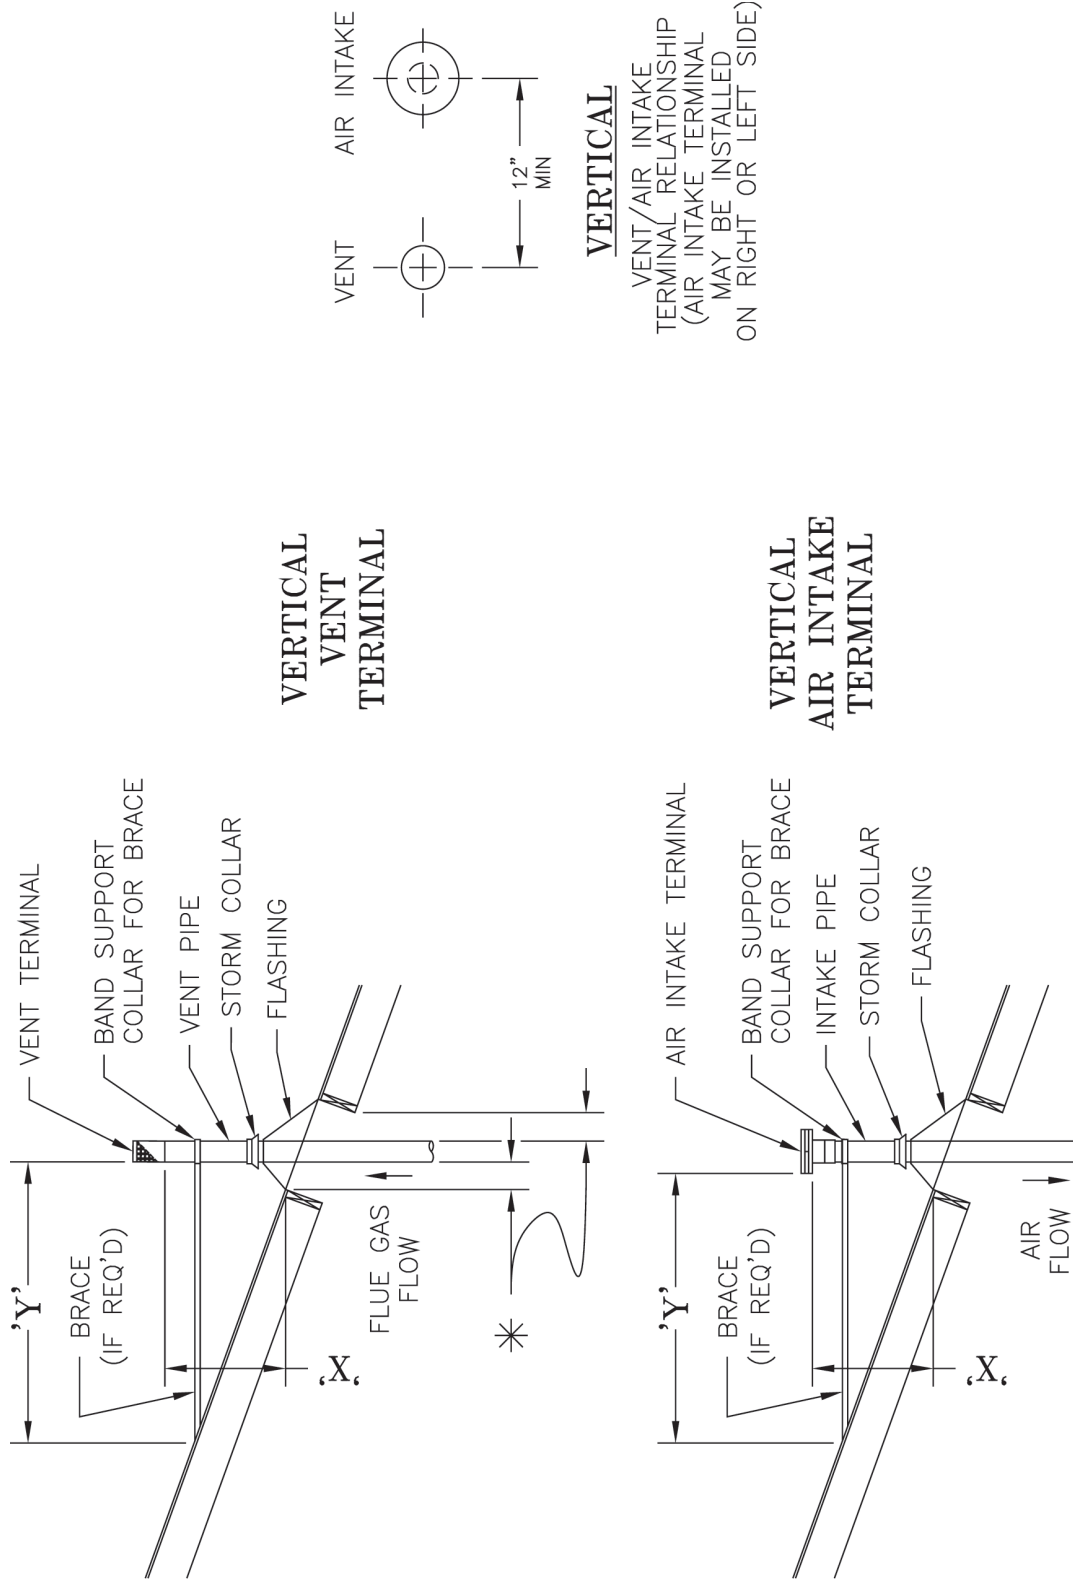 VENT TERMINAL
BAND SUPPORT
COLLAR FOR BRACE
VENT PIPE
STORM COLLAR
FLASHING
'Y'
BRACE
(IF REQ'D)
'X'
FLUE GAS
FLOW
*
VERTICAL
VENT
TERMINAL
AIR INTAKE TERMINAL
BAND SUPPORT
COLLAR FOR BRACE
INTAKE PIPE
STORM COLLAR
FLASHING
'Y'
BRACE
(IF REQ'D)
'X'
AIR
FLOW
VERTICAL
AIR INTAKE
TERMINAL
VENT
AIR INTAKE
12"
MIN
VERTICAL
VENT/AIR INTAKE
TERMINAL RELATIONSHIP
(AIR INTAKE TERMINAL
MAY BE INSTALLED
ON RIGHT OR LEFT SIDE)